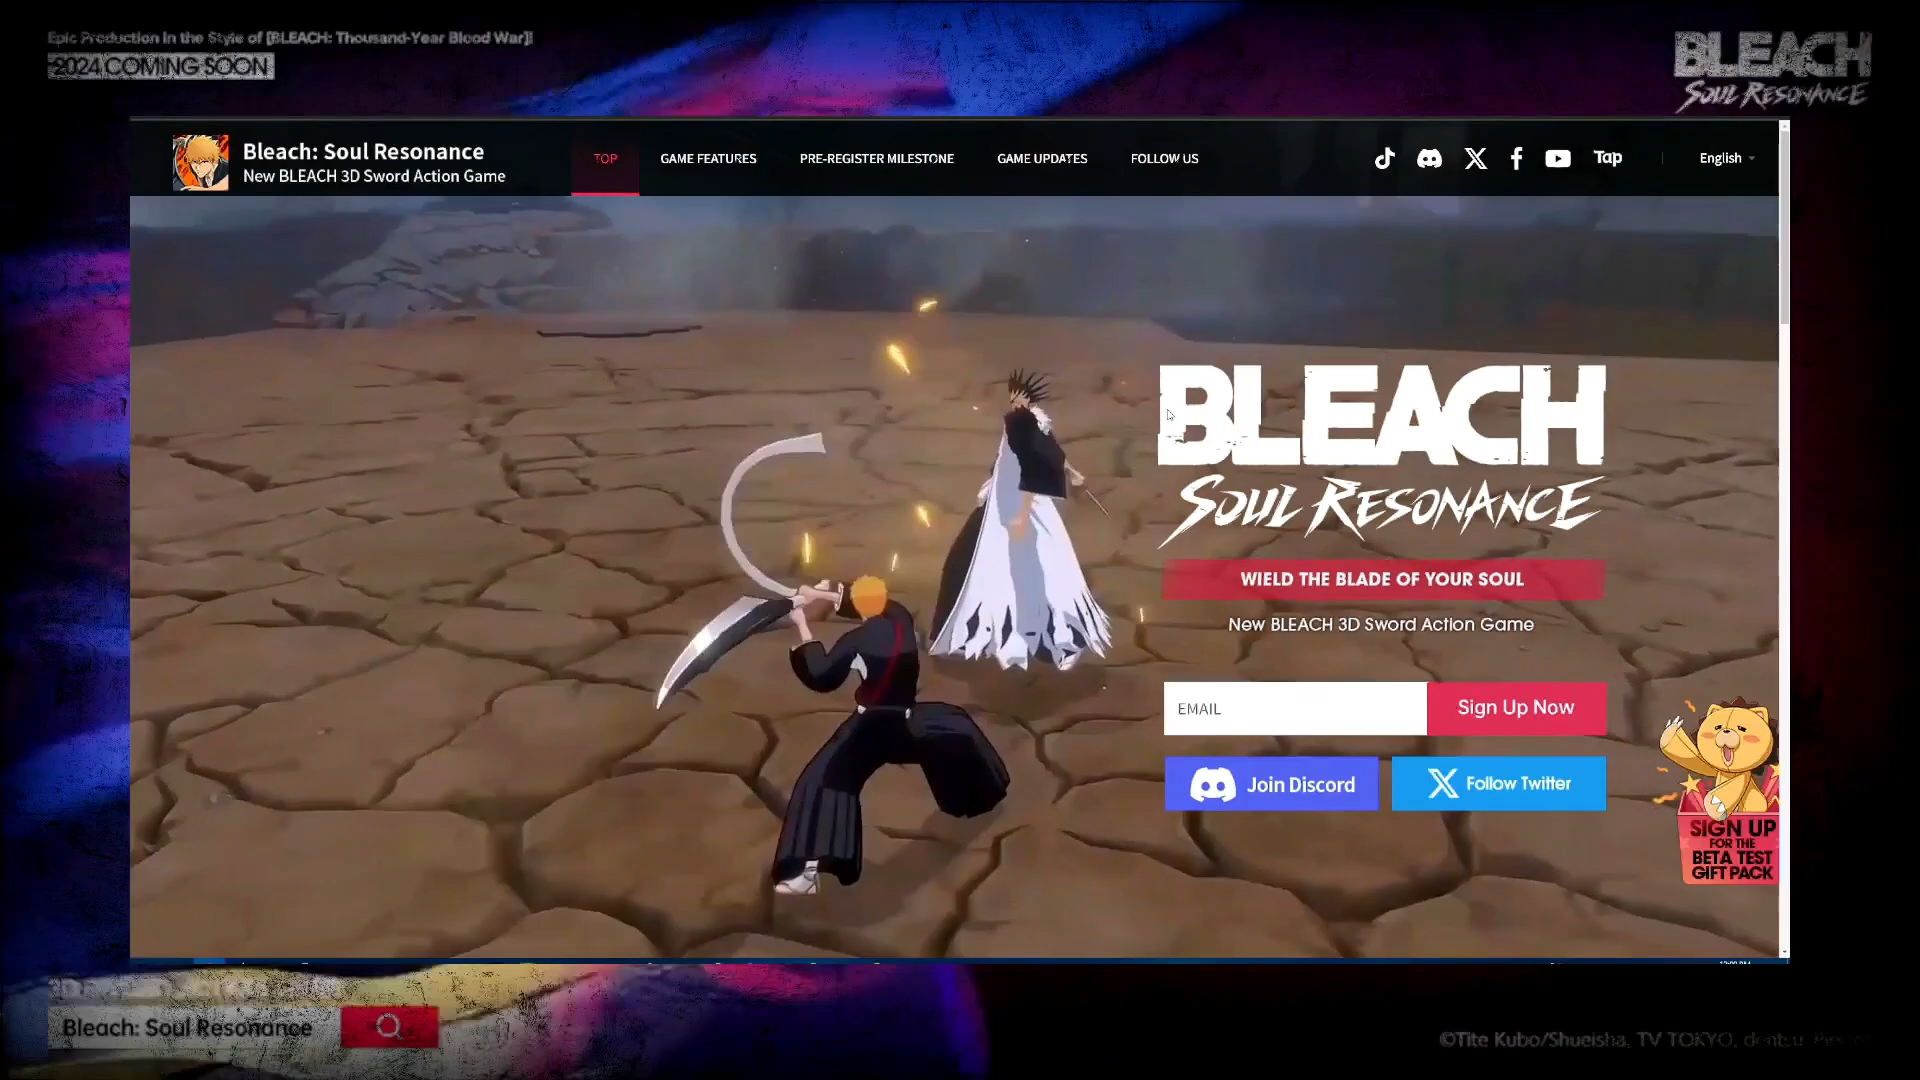 Epic Production in the Style of [BLEACH: Thousand-Year Blood War]!
2024 COMING SOON
BLEACH
SOUL RESONANCE
Bleach: Soul Resonance
New BLEACH 3D Sword Action Game
TOP
GAME FEATURES
PRE-REGISTER MILESTONE
GAME UPDATES
FOLLOW US
Tap
English
BLEACH
SOUL RESONANCE
WIELD THE BLADE OF YOUR SOUL
New BLEACH 3D Sword Action Game
EMAIL
Sign Up Now
Join Discord
Follow Twitter
SIGN UP
FOR THE
BETA TEST
GIFT PACK
Bleach: Soul Resonance
©Tite Kubo/Shueisha, TV TOKYO, dentsu,